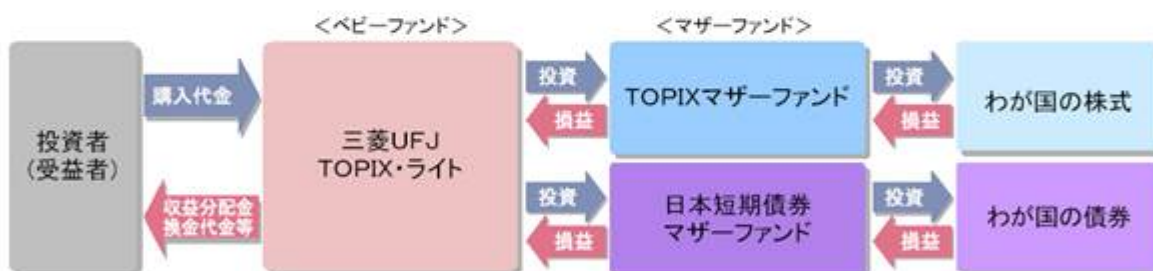 ＜ベビーファンド＞
＜マザーファンド＞
投資者
(受益者)
購入代金
収益分配金
換金代金等
三菱UFJ
TOPIX・ライト
投資
損益
TOPIXマザーファンド
投資
損益
わが国の株式
投資
損益
日本短期債券
マザーファンド
投資
損益
わが国の債券